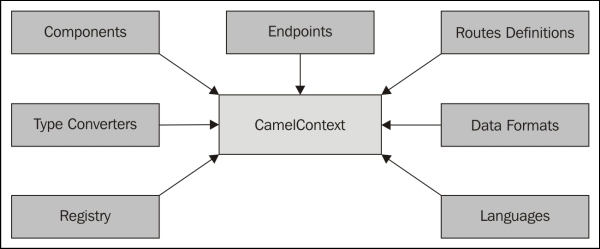 Components
Endpoints
Routes Definitions
Type Converters
CamelContext
Data Formats
Registry
Languages